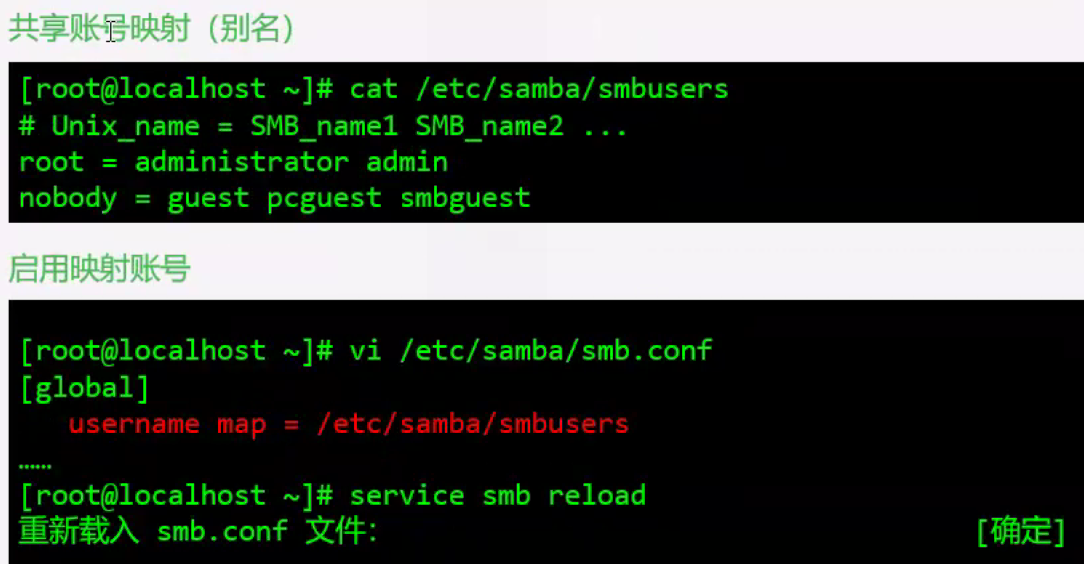 共享账号映射（别名）
[root@localhost ~]# cat /etc/samba/smbusers
# Unix_name = SMB_name1 SMB_name2 ...
root = administrator admin
nobody = guest pcguest smbguest
启用映射账号
[root@localhost ~]# vi /etc/samba/smb.conf
[global]
username map = /etc/samba/smbusers
……
[root@localhost ~]# service smb reload
重新载入 smb.conf 文件: [确定]